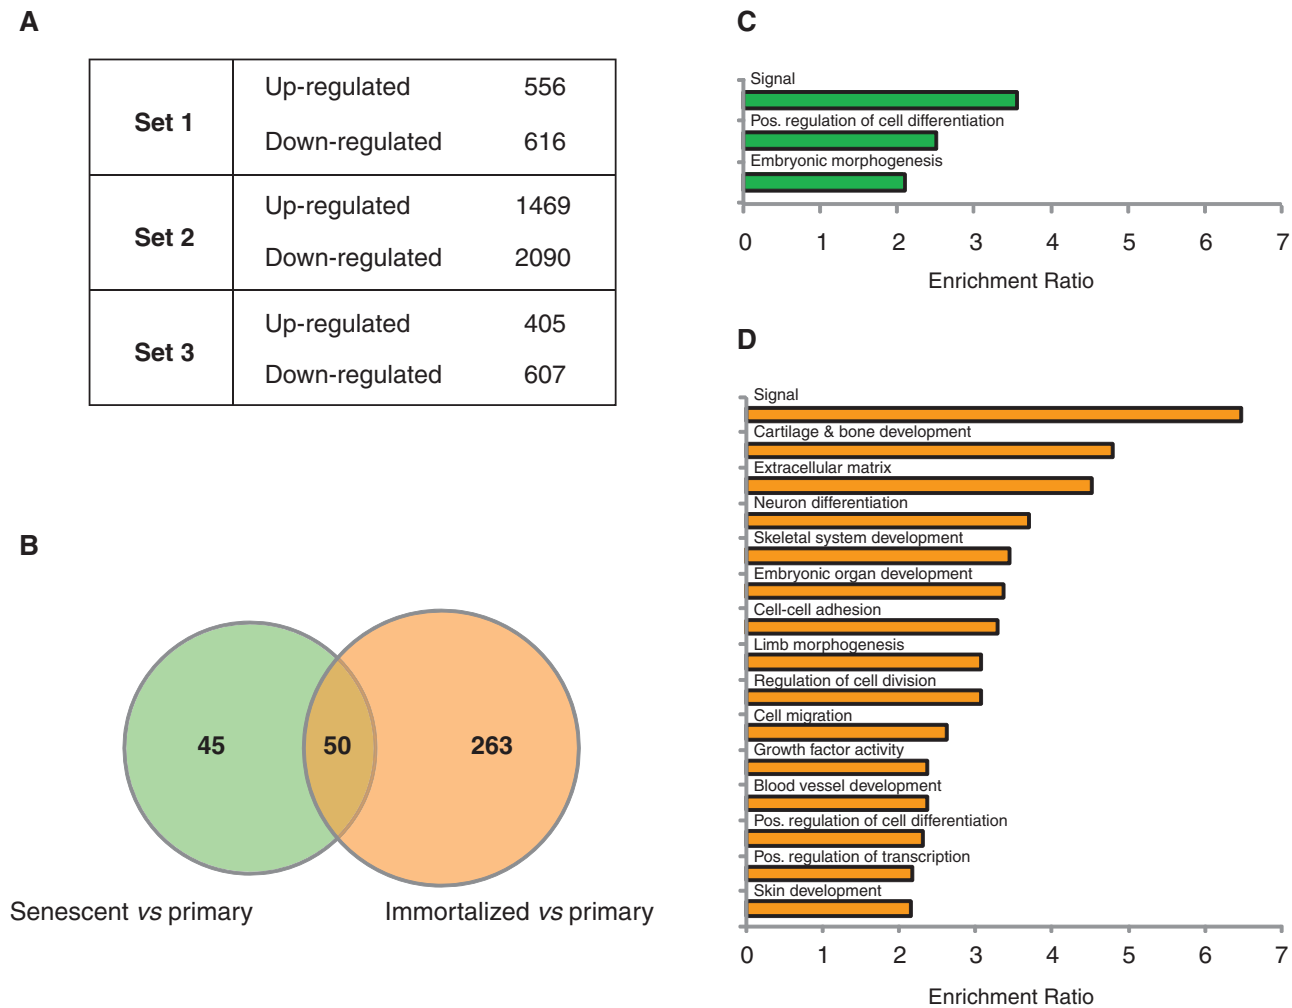 A
Set 1
Up-regulated 556
Down-regulated 616
Set 2
Up-regulated 1469
Down-regulated 2090
Set 3
Up-regulated 405
Down-regulated 607
B
45
50
263
Senescent vs primary
Immortalized vs primary
C
Signal
Pos. regulation of cell differentiation
Embryonic morphogenesis
0 1 2 3 4 5 6 7
Enrichment Ratio
D
Signal
Cartilage & bone development
Extracellular matrix
Neuron differentiation
Skeletal system development
Embryonic organ development
Cell-cell adhesion
Limb morphogenesis
Regulation of cell division
Cell migration
Growth factor activity
Blood vessel development
Pos. regulation of cell differentiation
Pos. regulation of transcription
Skin development
0 1 2 3 4 5 6 7
Enrichment Ratio